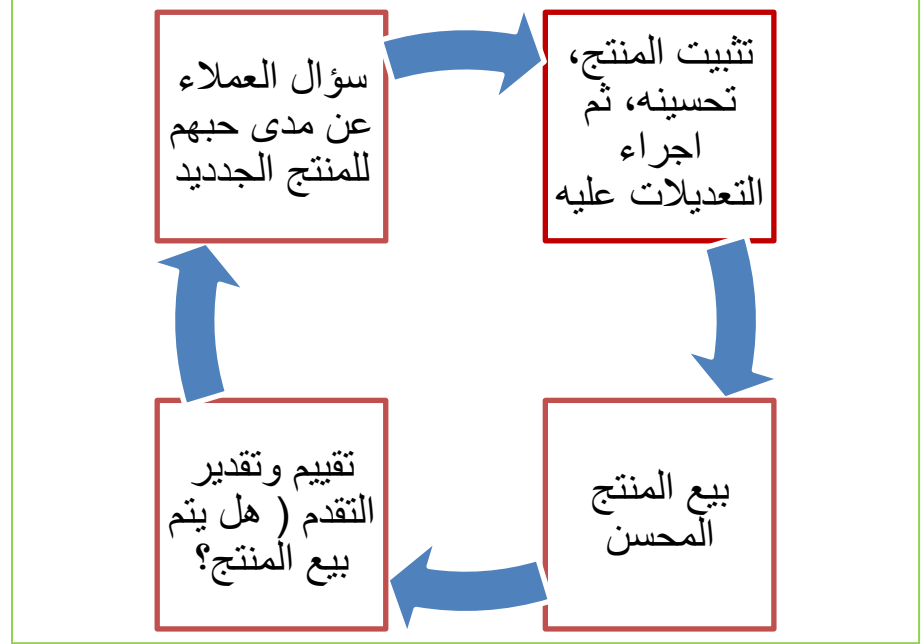 تثبيت المنتج،
تحسينه، ثم
اجراء
التعديلات عليه
بيع المنتج
المحسن
تقييم وتقدير
التقدم ( هل يتم
بيع المنتج؟
سؤال العملاء
عن مدى حبهم
للمنتج الجدديد